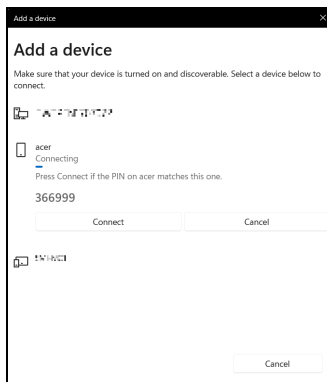 Add a device
Add a device
Make sure that your device is turned on and discoverable. Select a device below to
connect.
acer
Connecting
Press Connect if the PIN on acer matches this one.
366999
Connect Cancel
Cancel